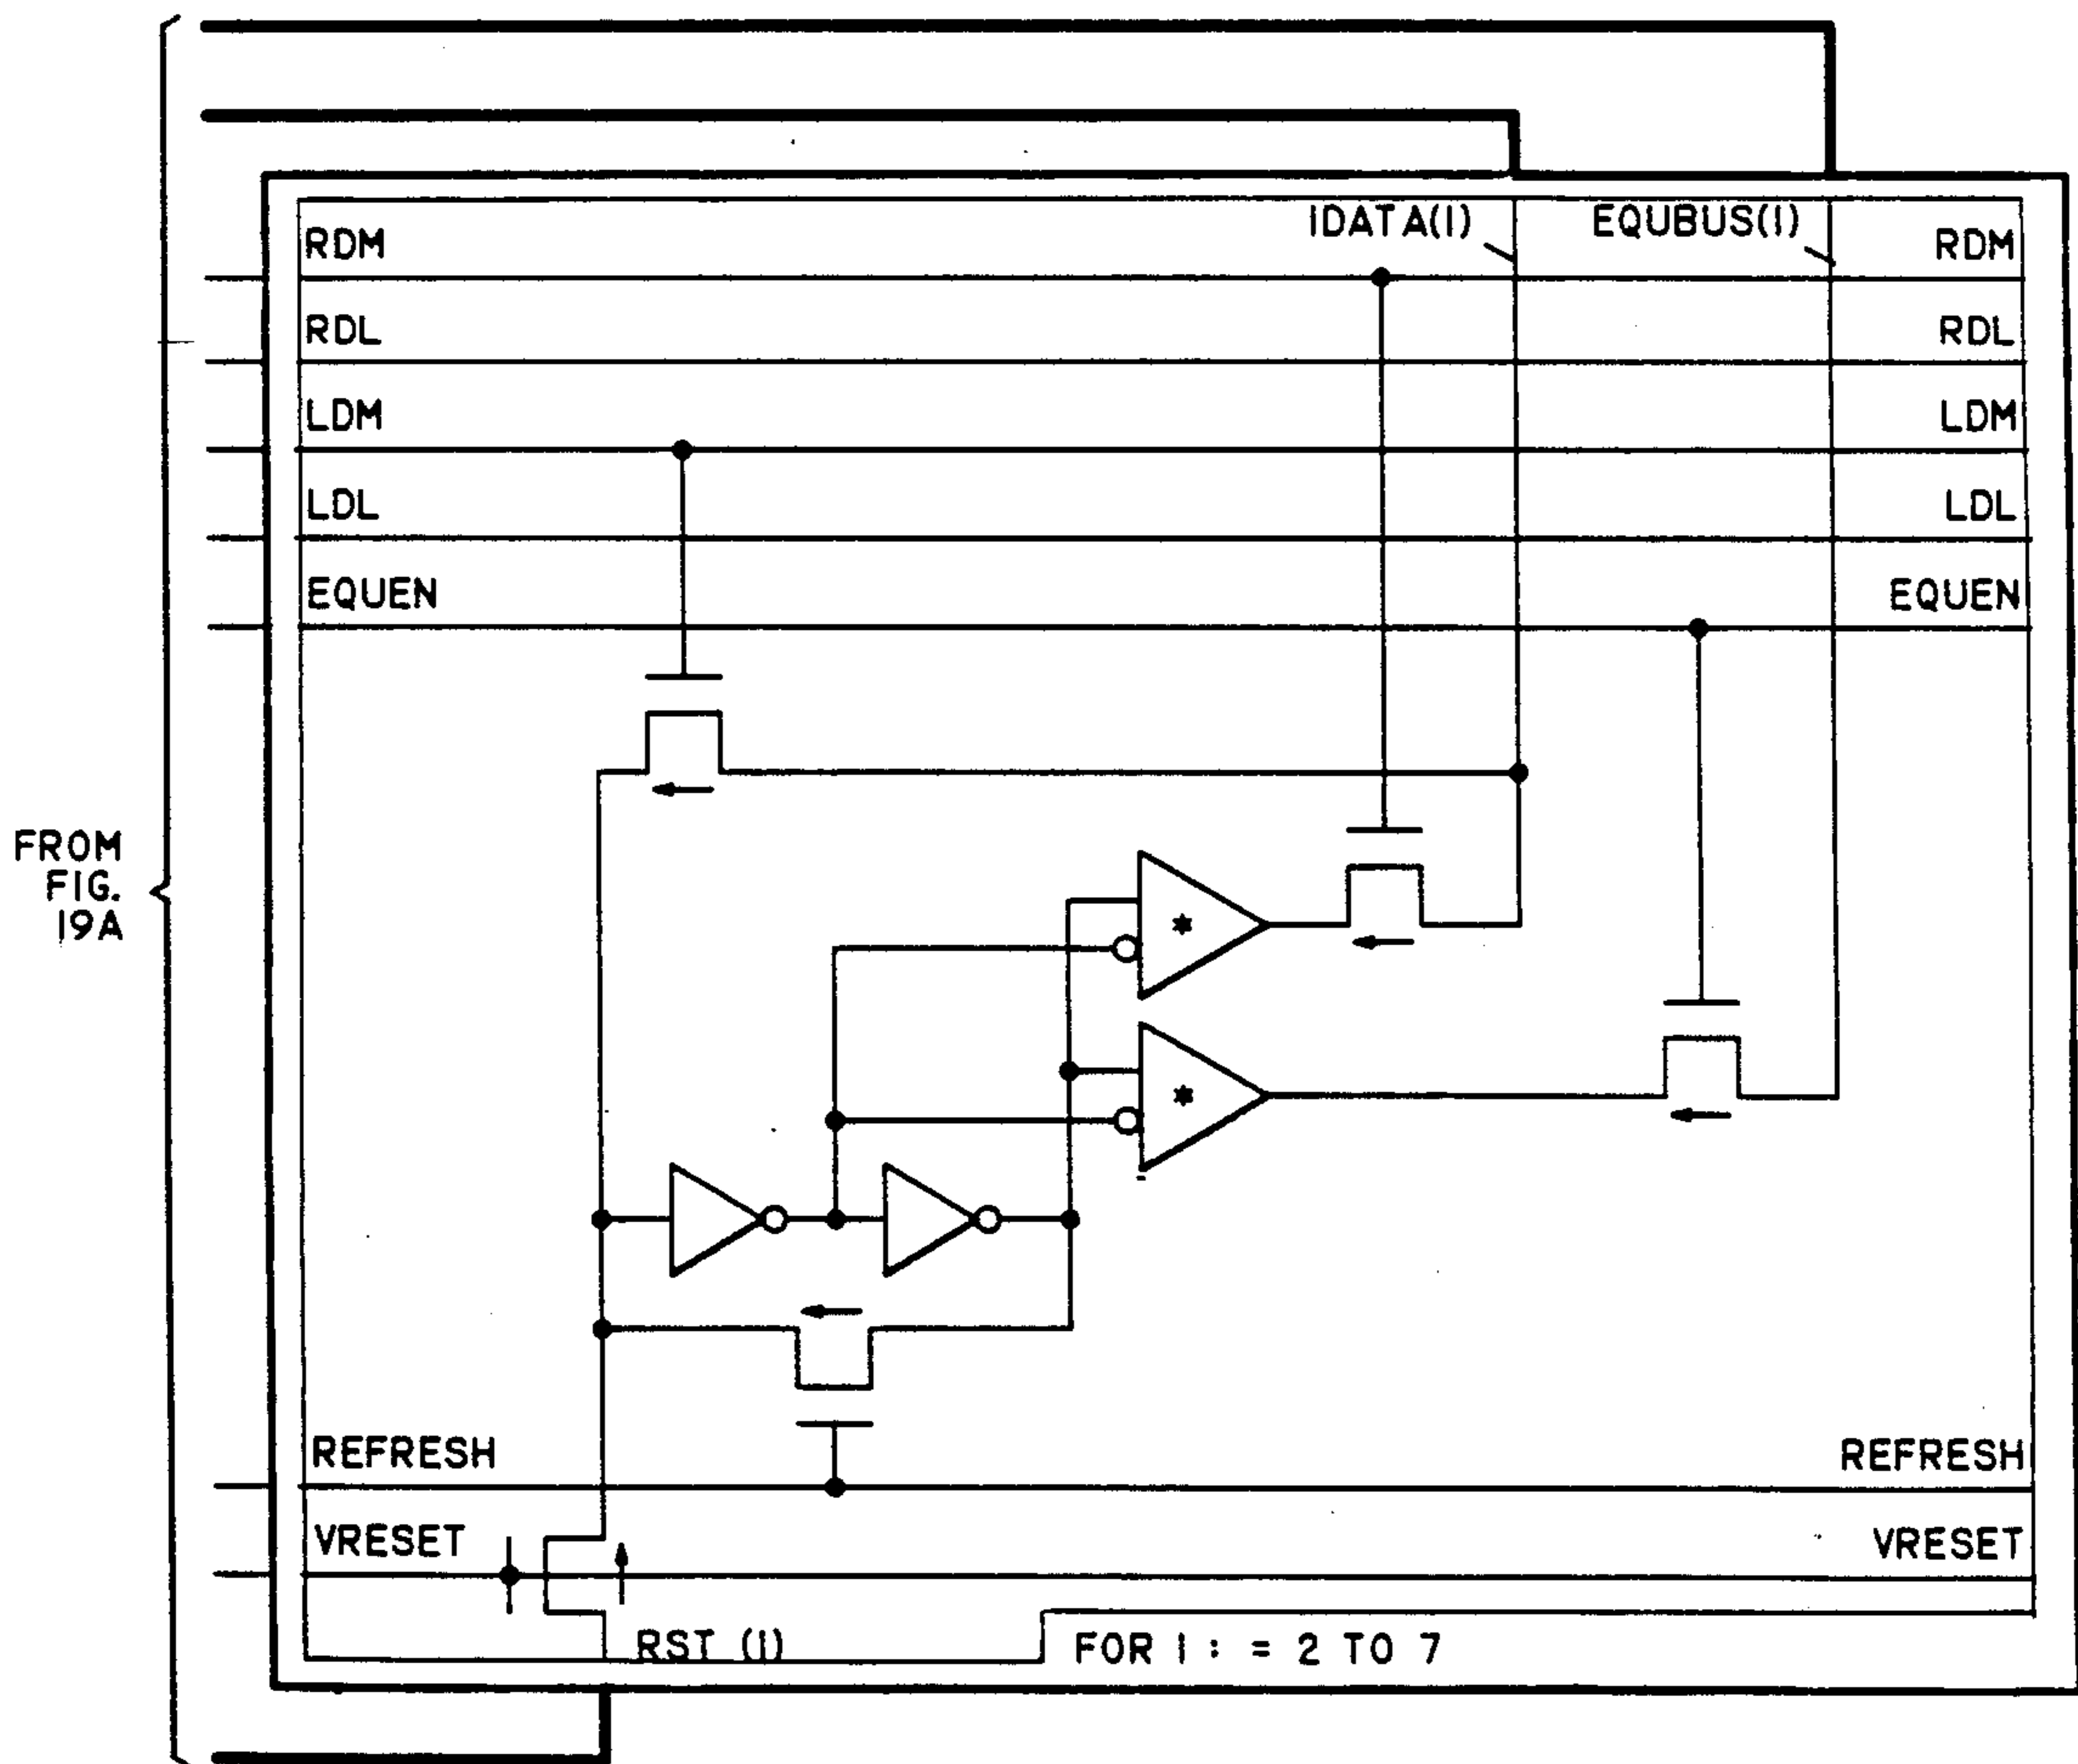 IDATA(I) EQUBUS(I)
RDM RDM
RDL RDL
LDM LDM
LDL LDL
EQUEN EQUEN
FROM
FIG.
19A
*
*
REFRESH REFRESH
VRESET VRESET
RST (I) FOR I : = 2 TO 7